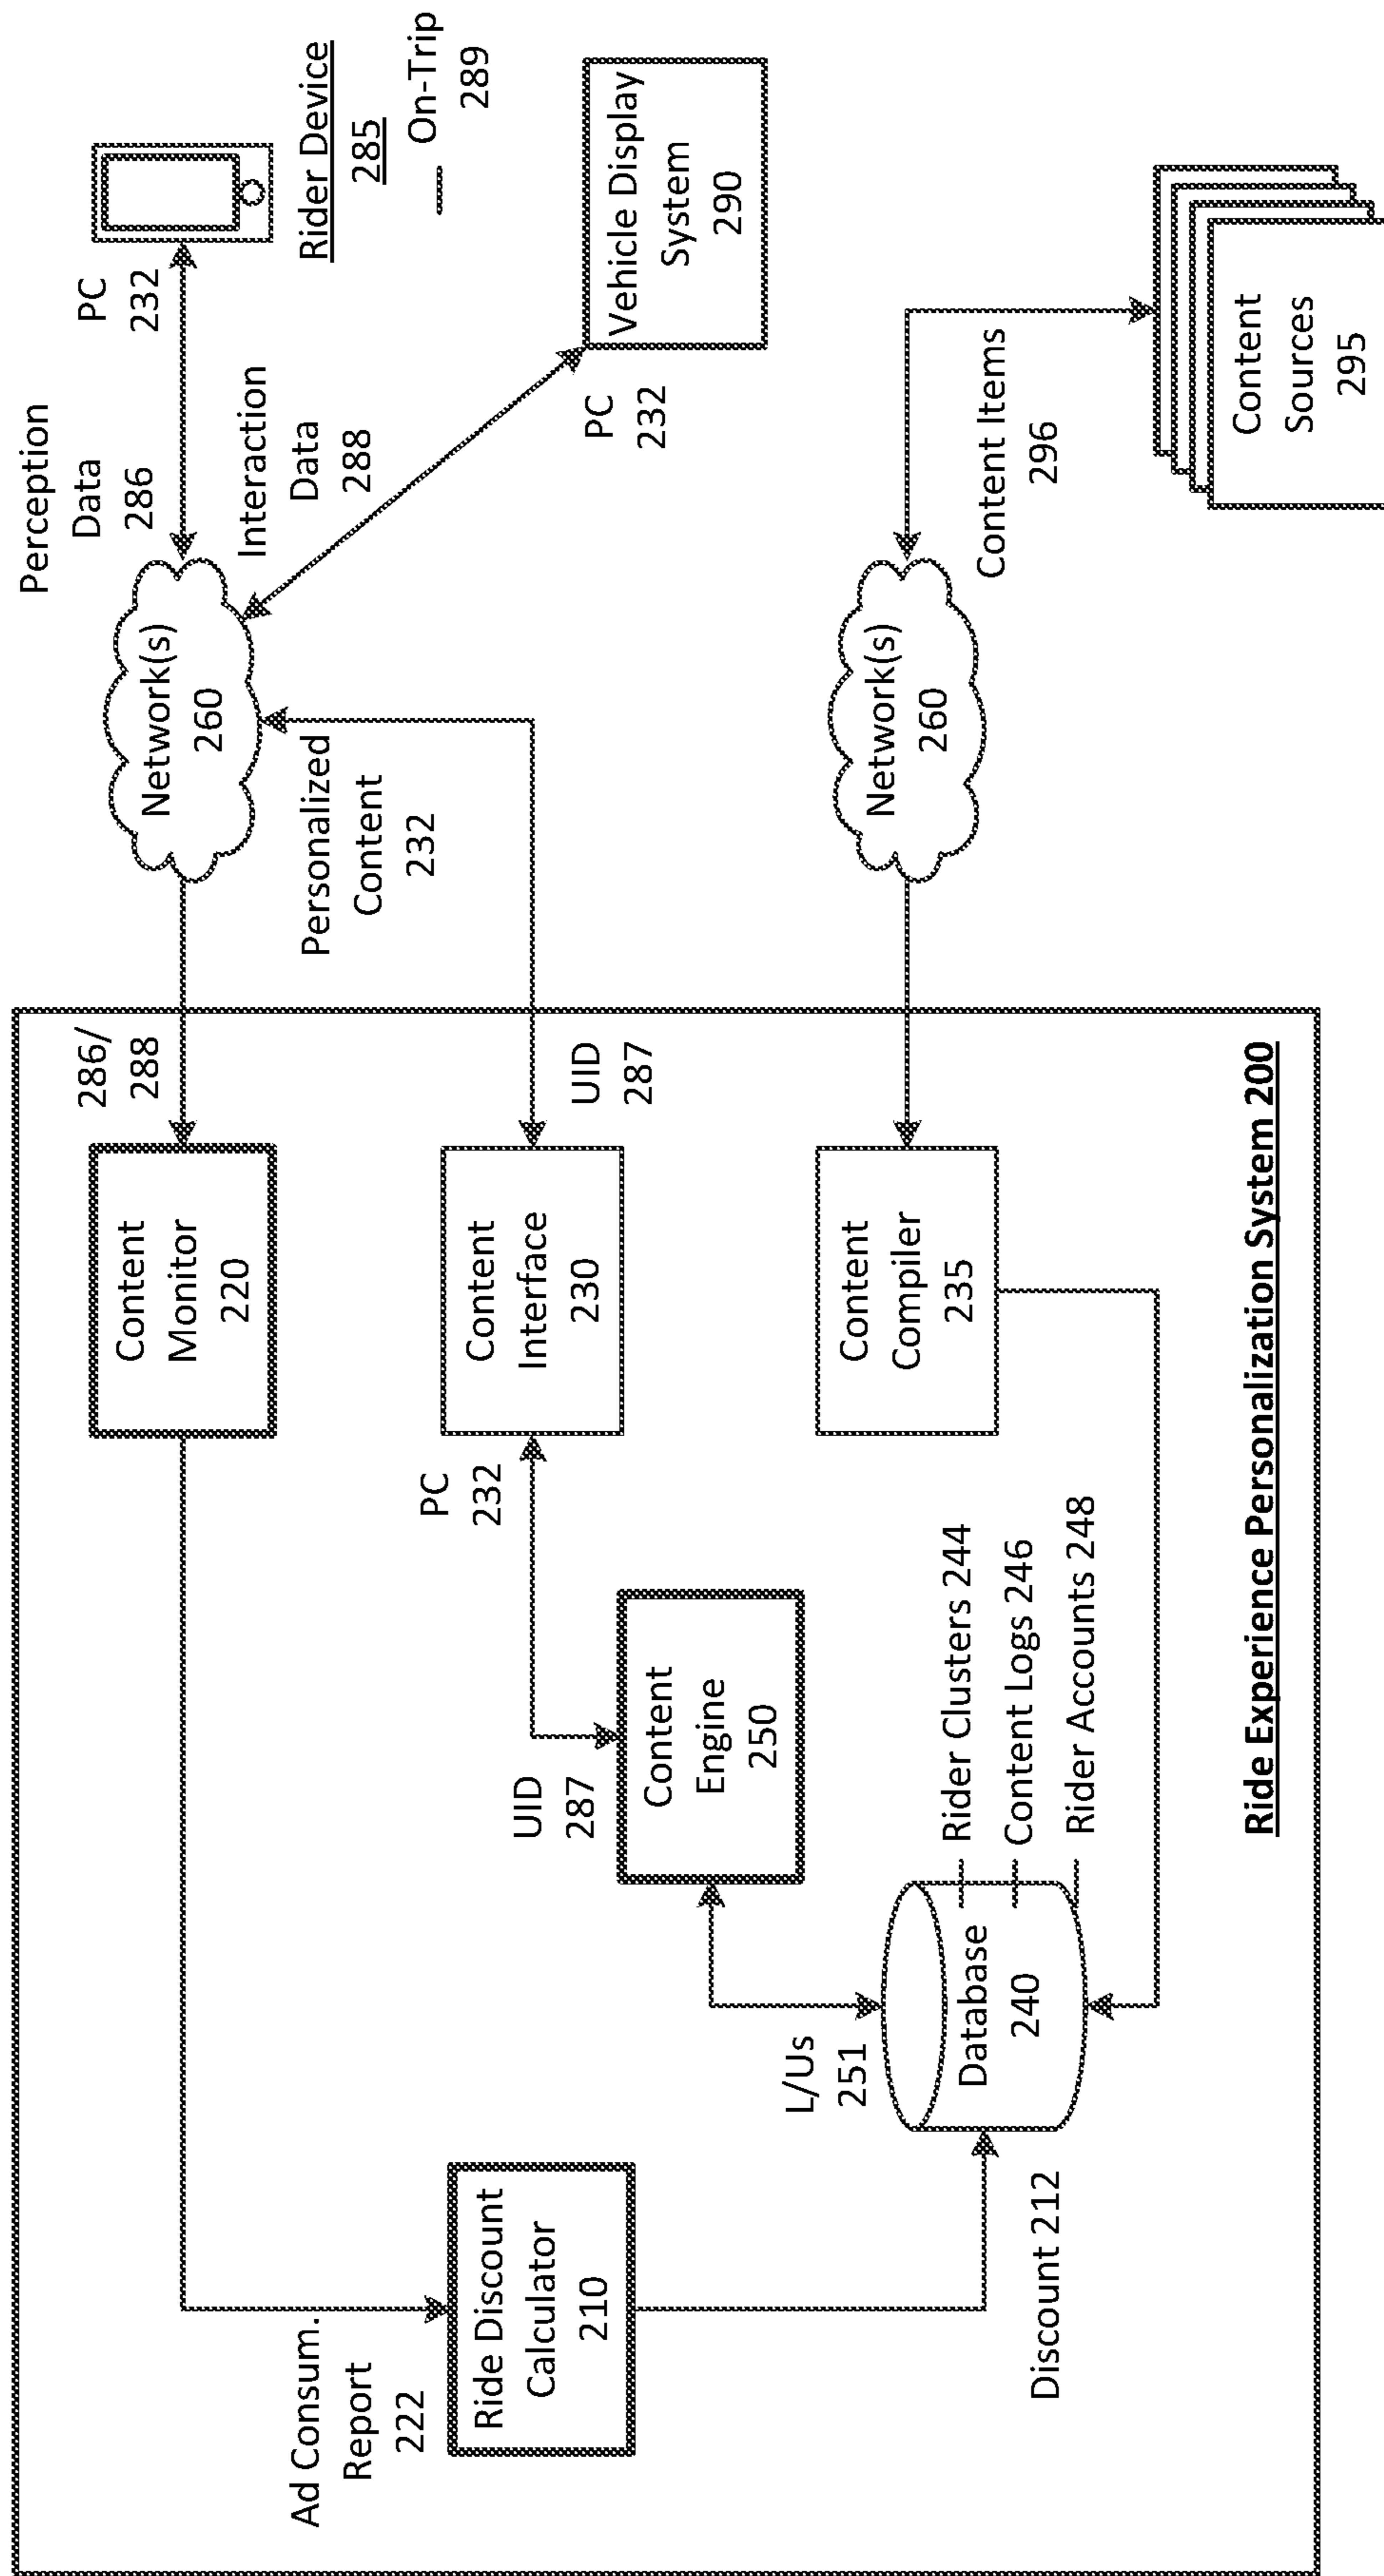 Ad Consum.
Report
222
Ride Discount
Calculator
210
Discount 212
L/Us
251
Database
240
Rider Clusters 244
Content Logs 246
Rider Accounts 248
UID
287
Content
Engine
250
PC
232
Content
Monitor
220
286/
288
Content
Interface
230
UID
287
Content
Compiler
235
Ride Experience Personalization System 200
Personalized
Content
232
Network(s)
260
Network(s)
260
Perception
Data
286
Interaction
Data
288
PC
232
Rider Device
285
On-Trip
289
PC
232
Vehicle Display
System
290
Content Items
296
Content
Sources
295